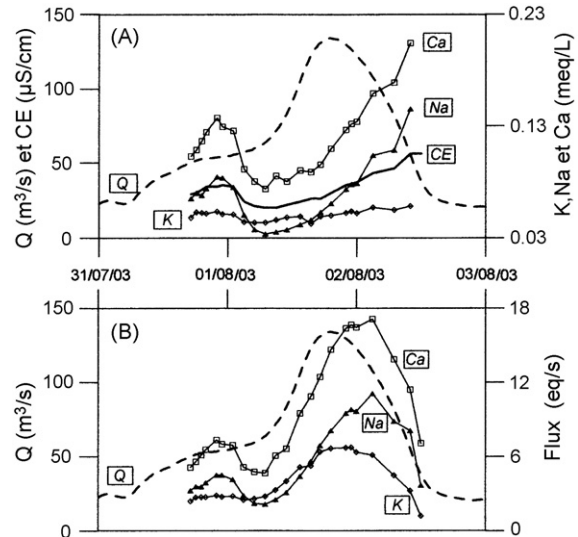 (A)
Q (m³/s) et CE (µS/cm)
150
100
50
0
K, Na et Ca (meq/L)
0.23
0.13
0.03
Ca
Na
CE
Q
K
31/07/03 01/08/03 02/08/03 03/08/03
(B)
Q (m³/s)
150
100
50
0
Flux (eq/s)
18
12
6
0
Ca
Na
Q
K